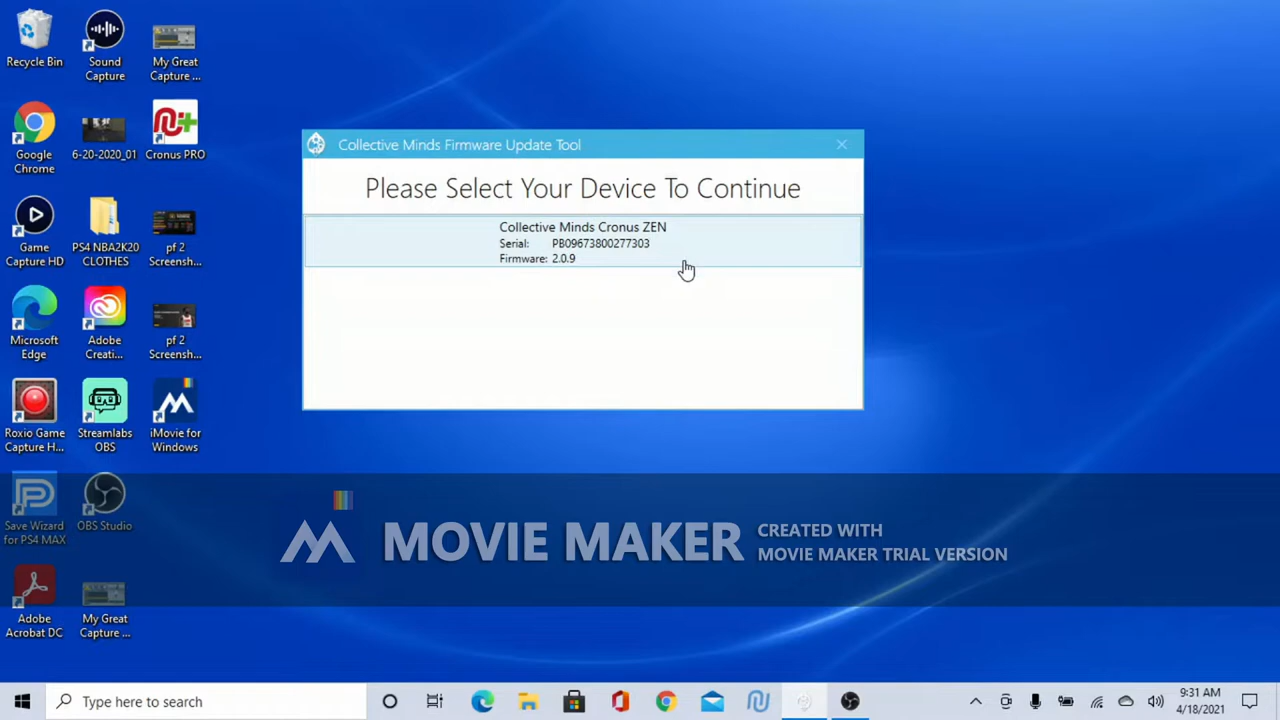 Recycle Bin
Sound Capture
My Great Capture ...
Google Chrome
6-20-2020_01
Cronus PRO
Game Capture HD
PS4 NBA2K20 CLOTHES
pf 2 Screensh...
Microsoft Edge
Adobe Creati...
pf 2 Screensh...
Roxio Game Capture H...
Streamlabs OBS
iMovie for Windows
Save Wizard for PS4 MAX
OBS Studio
Adobe Acrobat DC
My Great Capture ...
Collective Minds Firmware Update Tool
Please Select Your Device To Continue
Collective Minds Cronus ZEN
Serial: PB09673800277303
Firmware: 2.0.9
MOVIE MAKER
CREATED WITH
MOVIE MAKER TRIAL VERSION
Type here to search
9:31 AM
4/18/2021